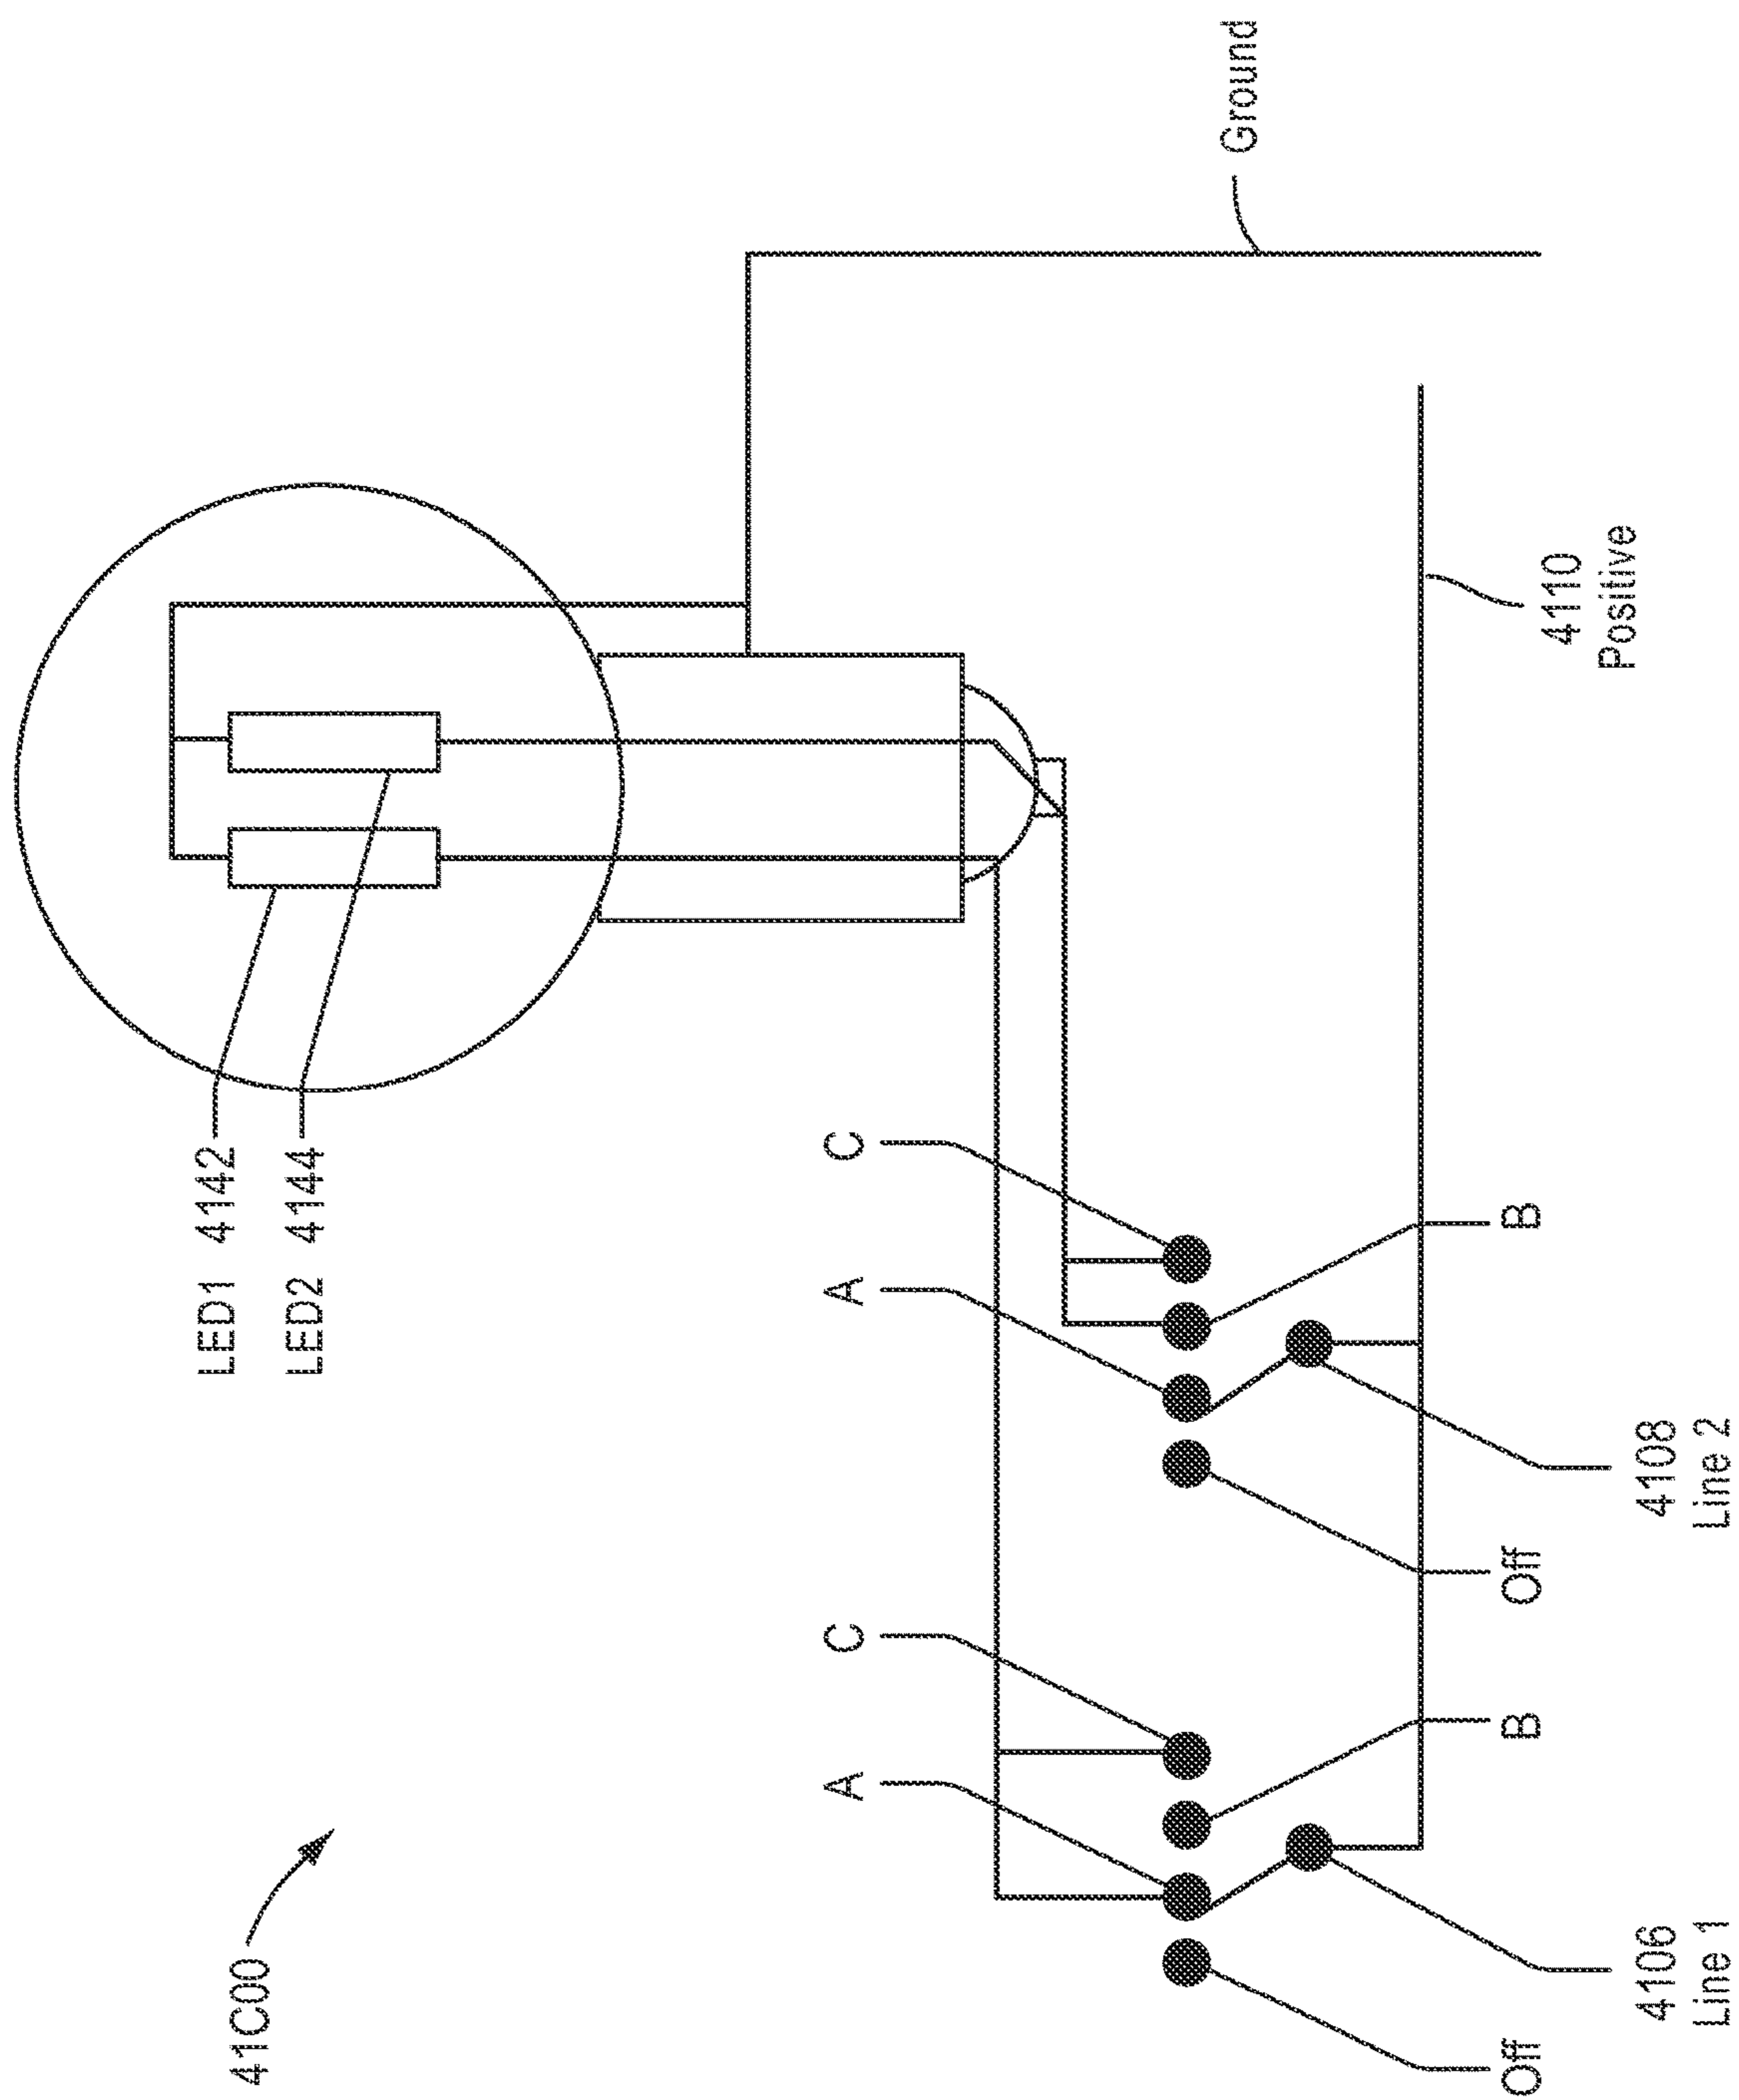 41C00
LED1 4142
LED2 4144
Ground
A
C
A
C
Off
B
Off
B
4110
Positive
4106
Line 1
4108
Line 2